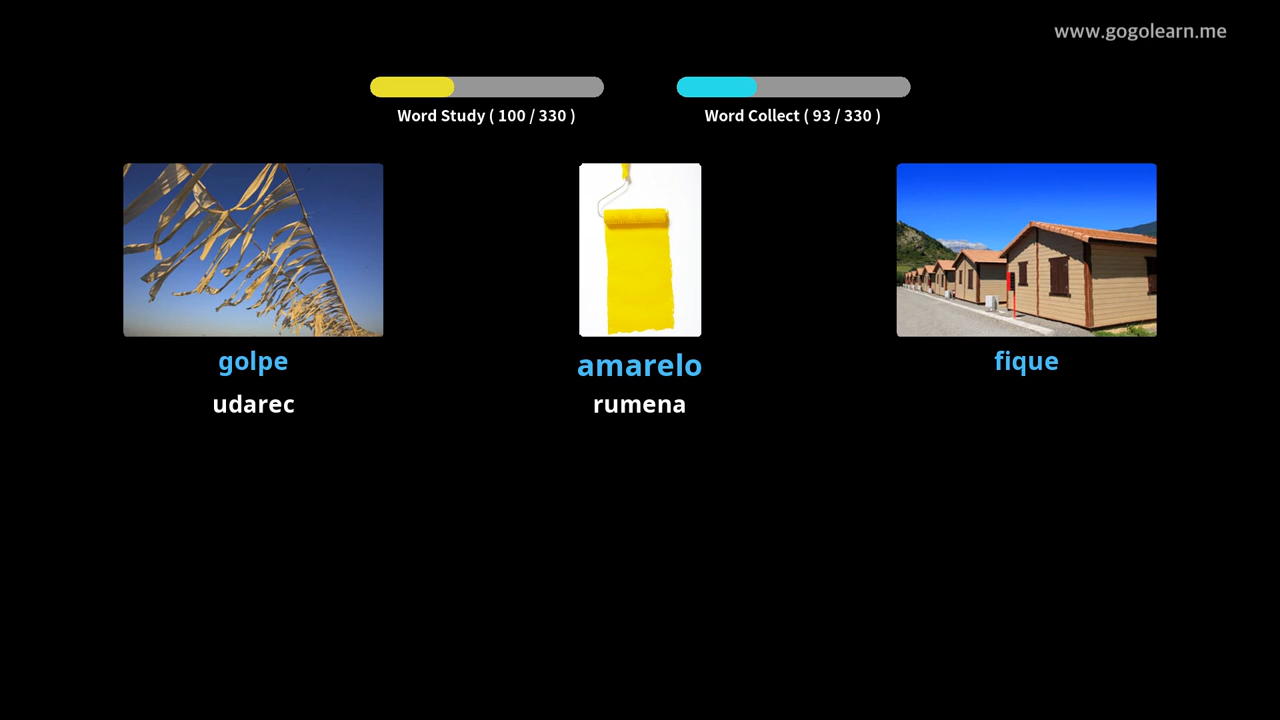 www.gogolearn.me
Word Study ( 100 / 330 )
Word Collect ( 93 / 330 )
golpe
amarelo
fique
udarec
rumena